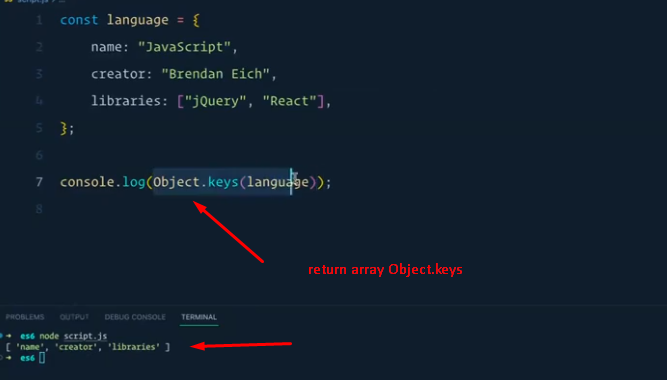 script.js
1 const language = {
2 name: "JavaScript",
3 creator: "Brendan Eich",
4 libraries: ["jQuery", "React"],
5 };
6
7 console.log(Object.keys(language));
8
return array Object.keys
PROBLEMS OUTPUT DEBUG CONSOLE TERMINAL
➜ es6 node script.js
[ 'name', 'creator', 'libraries' ]
➜ es6